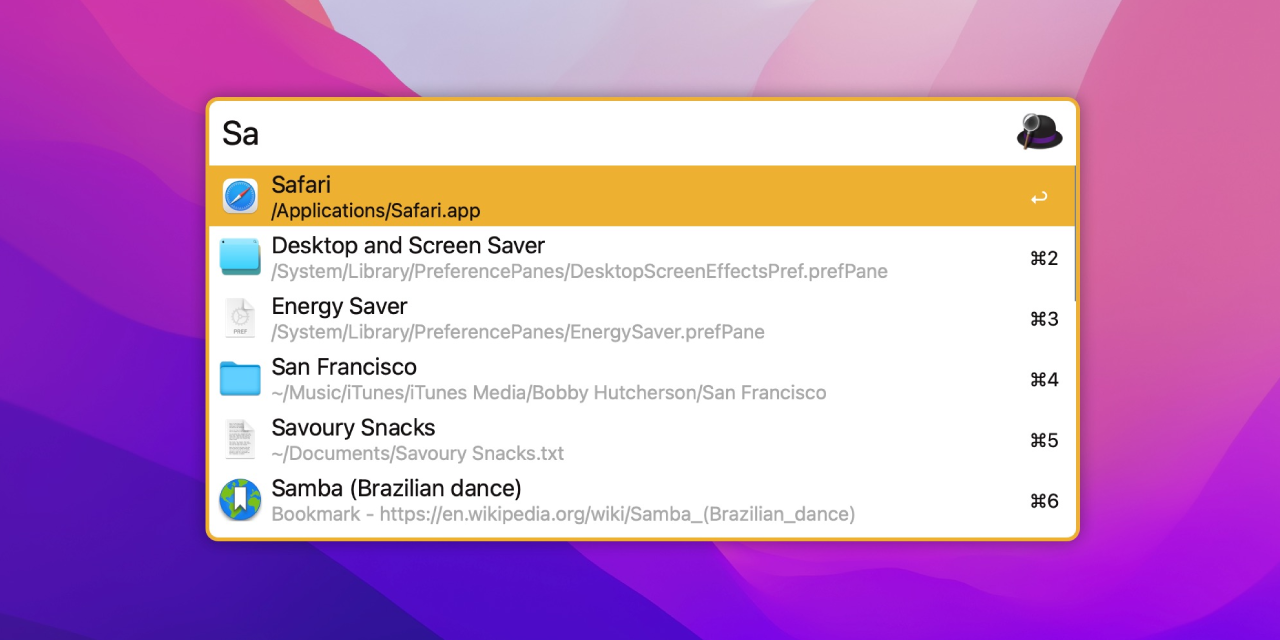 Sa
Safari
/Applications/Safari.app
↩
Desktop and Screen Saver
/System/Library/PreferencePanes/DesktopScreenEffectsPref.prefPane
⌘2
Energy Saver
/System/Library/PreferencePanes/EnergySaver.prefPane
⌘3
PREF
San Francisco
~/Music/iTunes/iTunes Media/Bobby Hutcherson/San Francisco
⌘4
Savoury Snacks
~/Documents/Savoury Snacks.txt
⌘5
Samba (Brazilian dance)
Bookmark – https://en.wikipedia.org/wiki/Samba_(Brazilian_dance)
⌘6